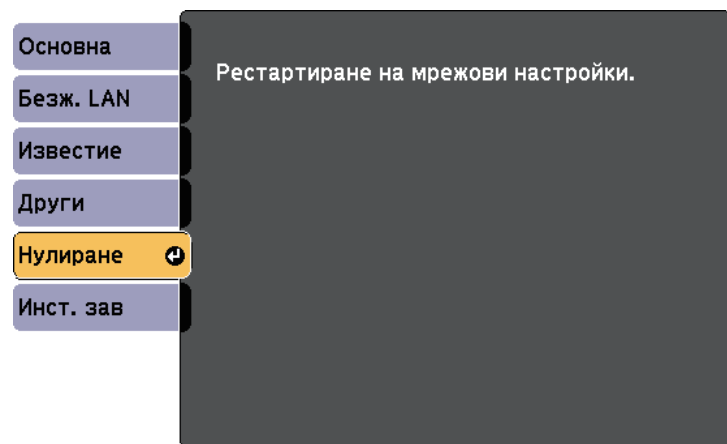 Основна
Безж. LAN
Известие
Други
Нулиране
Инст. зав
Рестартиране на мрежови настройки.